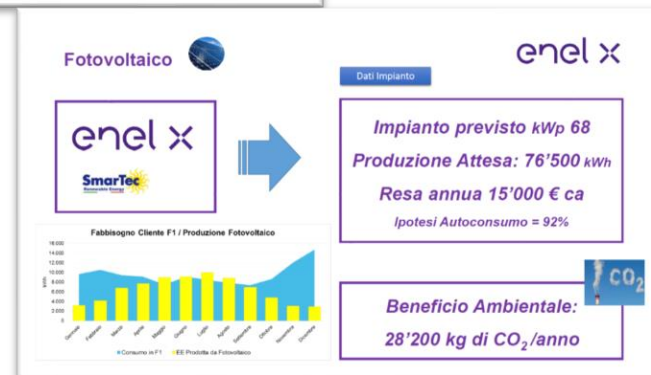 Fotovoltaico
enel x
Dati Impianto
enel x
SmarTec
Renewable Energy
Impianto previsto kWp 68
Produzione Attesa: 76’500 kWh
Resa annua 15’000 € ca
Ipotesi Autoconsumo = 92%
Fabbisogno Cliente F1 / Produzione Fotovoltaico
16.000
14.000
12.000
10.000
8.000
6.000
4.000
2.000
0
kWh
Gennaio
Febbraio
Marzo
Aprile
Maggio
Giugno
Luglio
Agosto
Settembre
Ottobre
Novembre
Dicembre
Consumo in F1
EE Prodotta da Fotovoltaico
CO2
Beneficio Ambientale:
28’200 kg di CO2/anno